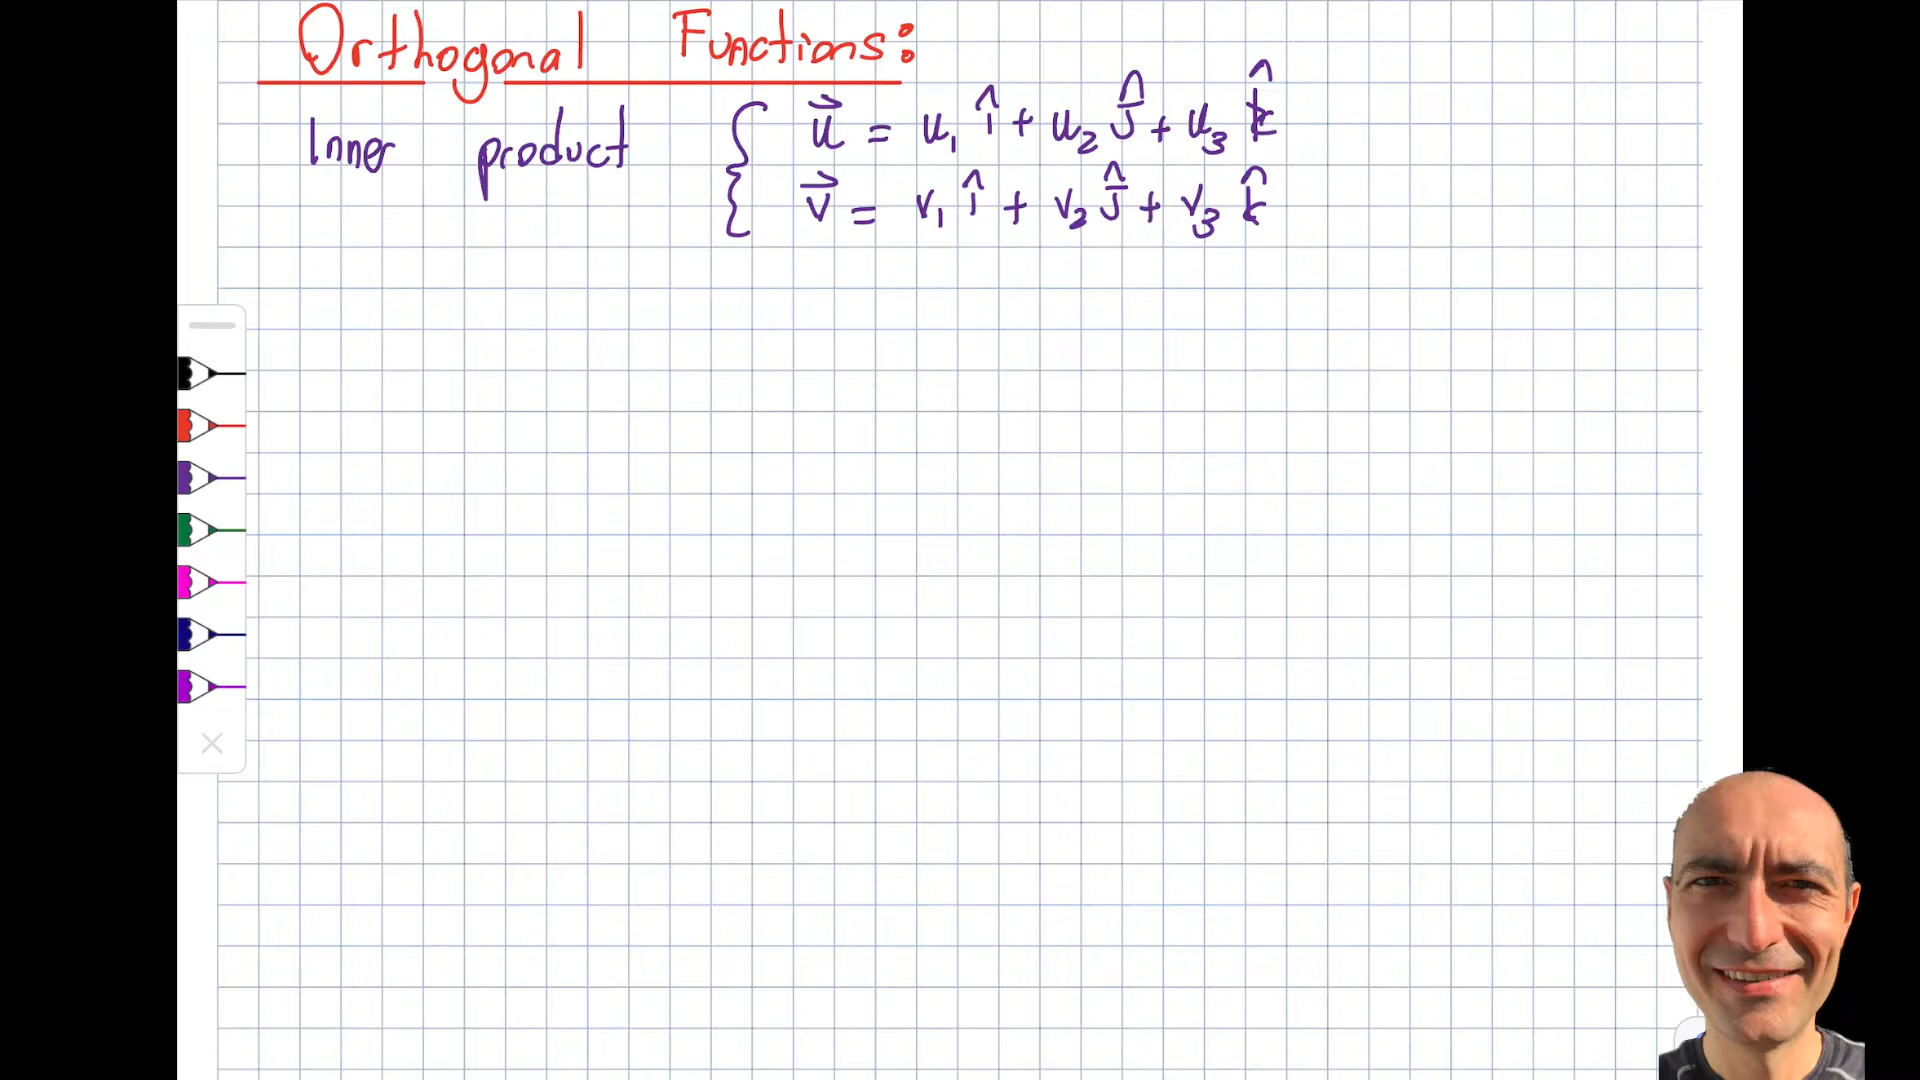 Orthogonal Functions:
Inner product { u⃗ = u₁ î + u₂ ĵ + u₃ k̂
v⃗ = v₁ î + v₂ ĵ + v₃ k̂